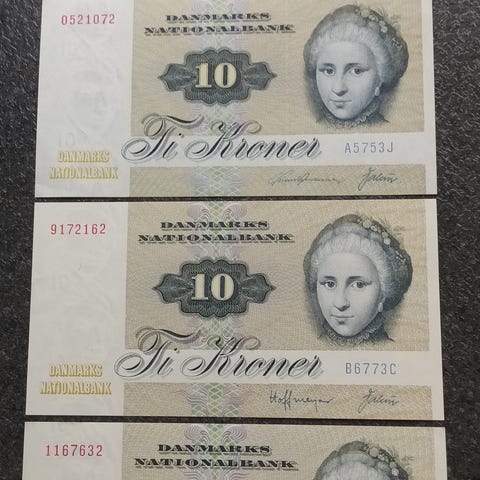 0521072
DANMARKS
NATIONALBANK
10
Ti Kroner
A5753J
DANMARKS
NATIONALBANK
9172162
DANMARKS
NATIONALBANK
10
Ti Kroner
B6773C
DANMARKS
NATIONALBANK
Hoffmeyer
1167632
DANMARKS
NATIONALBANK